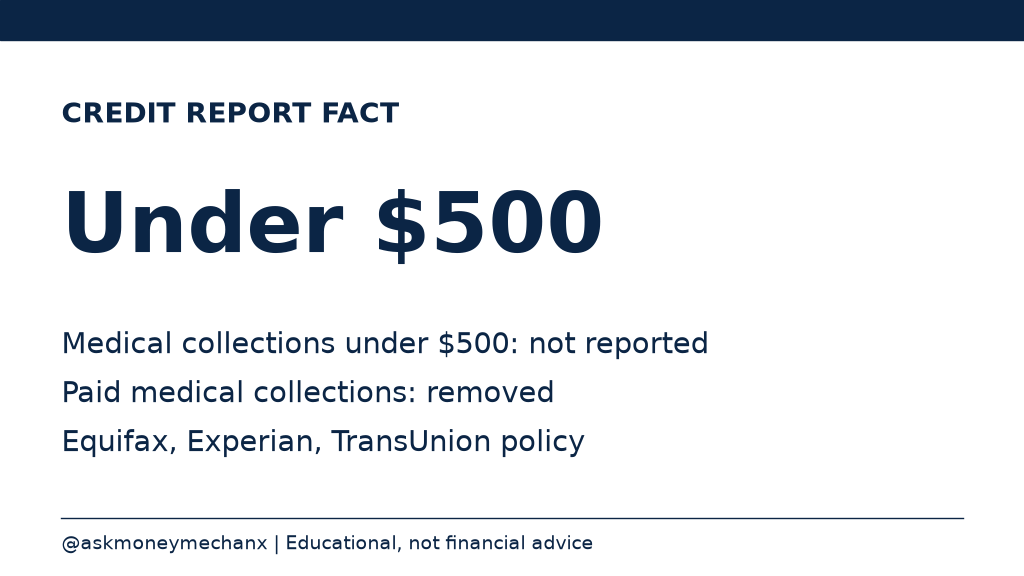 CREDIT REPORT FACT
Under $500
Medical collections under $500: not reported
Paid medical collections: removed
Equifax, Experian, TransUnion policy
@askmoneymechanx | Educational, not financial advice